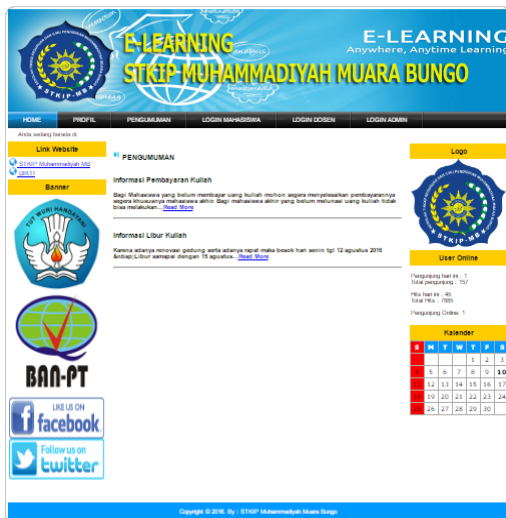 E-LEARNING
STKIP MUHAMMADIYAH MUARA BUNGO
E-LEARNING
Anywhere, Anytime Learning
HOME PROFIL PENGUMUMAN LOGIN MAHASISWA LOGIN DOSEN LOGIN ADMIN
Anda sedang berada di:
Link Website
STKIP Muhammadiyah MB
DIKTI
Banner
TUT WURI HANDAYANI
BAN-PT
LIKE US ON
facebook
Follow us on
twitter
PENGUMUMAN
Informasi Pembayaran Kuliah
Bagi Mahasiswa yang belum membayar uang kuliah mohon segera menyelesaikan pembayarannya
segera khususnya mahasiswa akhir. Bagi mahasiswa akhir yang belum melunasi uang kuliah tidak
bisa melakukan...Read More
Informasi Libur Kuliah
Karena adanya renovasi gedung serta adanya rapat maka besok hari senin tgl 12 agustus 2016
&nbsp;Libur samapai dengan 15 agustus...Read More
Logo
STKIP-MB
User Online
Pengunjung hari ini : 1
Total pengunjung : 157
Hits hari ini : 45
Total Hits : 7885
Pengunjung Online: 1
Kalender
S M T W T F S
1 2 3
4 5 6 7 8 9 10
11 12 13 14 15 16 17
18 19 20 21 22 23 24
25 26 27 28 29 30
Copyright © 2016. By : STKIP Muhammadiyah Muara Bungo